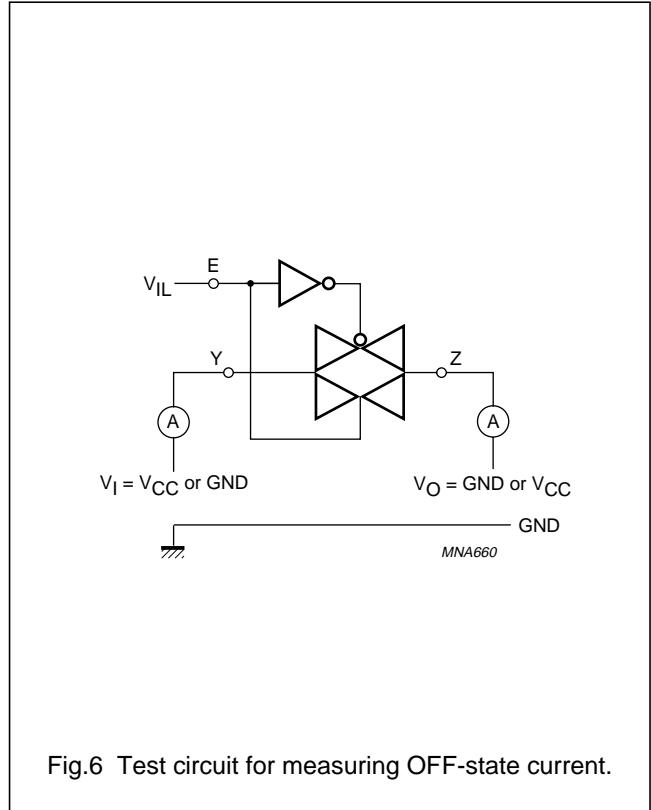 E
VIL
Y
Z
A
A
VI = VCC or GND
VO = GND or VCC
GND
MNA660
Fig.6 Test circuit for measuring OFF-state current.